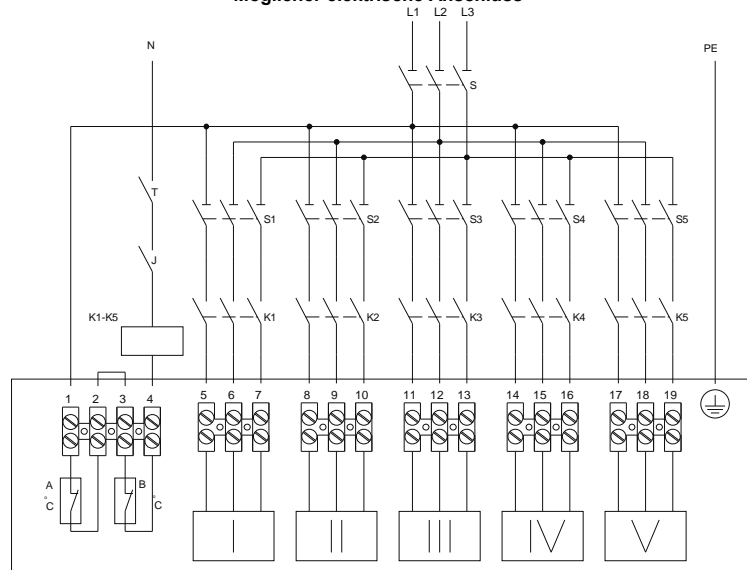 Möglicher elektrische Anschluss
L1 L2 L3
N
PE
S
T
S1 S2 S3 S4 S5
J
K1-K5
K1 K2 K3 K4 K5
1 2 3 4 5 6 7 8 9 10 11 12 13 14 15 16 17 18 19
A B
°C °C
I II III IV V